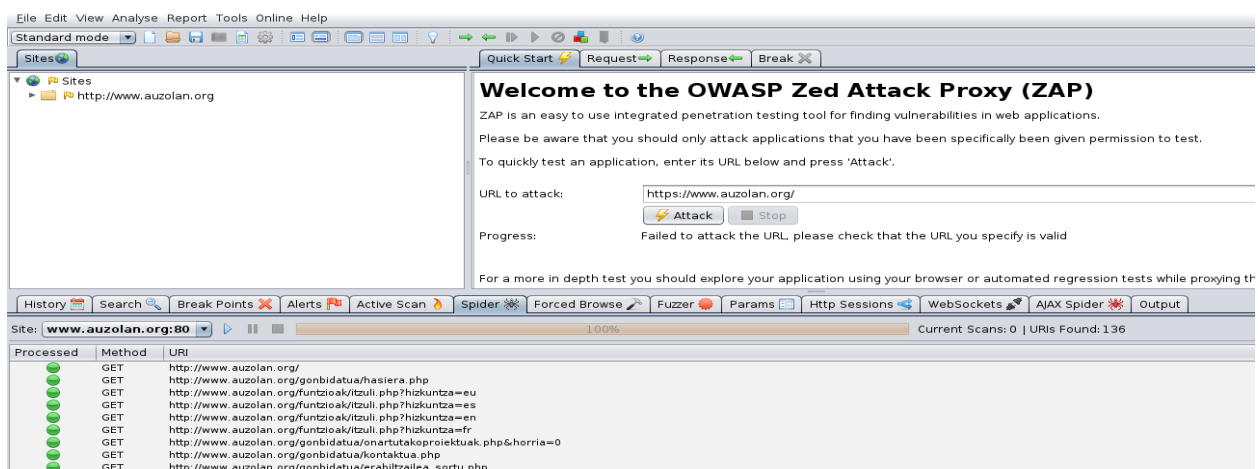 File Edit View Analyse Report Tools Online Help
Standard mode
Sites
Quick Start Request Response Break
Sites
http://www.auzolan.org
Welcome to the OWASP Zed Attack Proxy (ZAP)
ZAP is an easy to use integrated penetration testing tool for finding vulnerabilities in web applications.
Please be aware that you should only attack applications that you have been specifically been given permission to test.
To quickly test an application, enter its URL below and press 'Attack'.
URL to attack: https://www.auzolan.org/
Attack Stop
Progress: Failed to attack the URL, please check that the URL you specify is valid
For a more in depth test you should explore your application using your browser or automated regression tests while proxying th
History Search Break Points Alerts Active Scan Spider Forced Browse Fuzzer Params Http Sessions WebSockets AJAX Spider Output
Site: www.auzolan.org:80 100% Current Scans: 0 | URIs Found: 136
Processed Method URI
GET http://www.auzolan.org/
GET http://www.auzolan.org/gonbidatua/hasiera.php
GET http://www.auzolan.org/funtzioak/itzuli.php?hizkuntza=eu
GET http://www.auzolan.org/funtzioak/itzuli.php?hizkuntza=es
GET http://www.auzolan.org/funtzioak/itzuli.php?hizkuntza=en
GET http://www.auzolan.org/funtzioak/itzuli.php?hizkuntza=fr
GET http://www.auzolan.org/gonbidatua/onartutakoproiektuak.php&horria=0
GET http://www.auzolan.org/gonbidatua/kontaktua.php
GET http://www.auzolan.org/gonbidatua/erabiltzailea_sortu.php